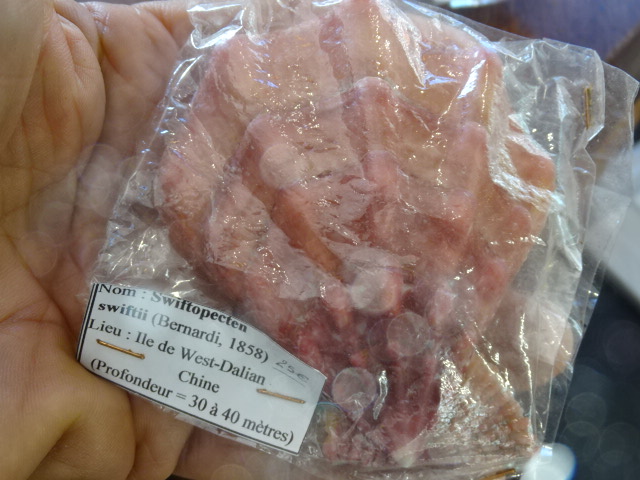 Nom : Swiftopecten
swiftii (Bernardi, 1858)
Lieu : Ile de West-Dalian
Chine
(Profondeur = 30 à 40 mètres)